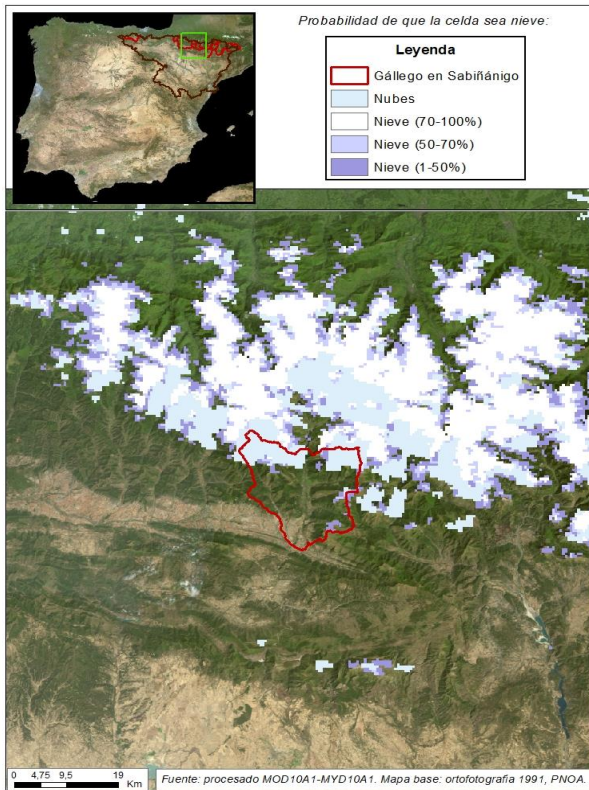 Probabilidad de que la celda sea nieve:
Leyenda
Gállego en Sabiñánigo
Nubes
Nieve (70-100%)
Nieve (50-70%)
Nieve (1-50%)
0 4,75 9,5 19
Km
Fuente: procesado MOD10A1-MYD10A1. Mapa base: ortofotografia 1991, PNOA.